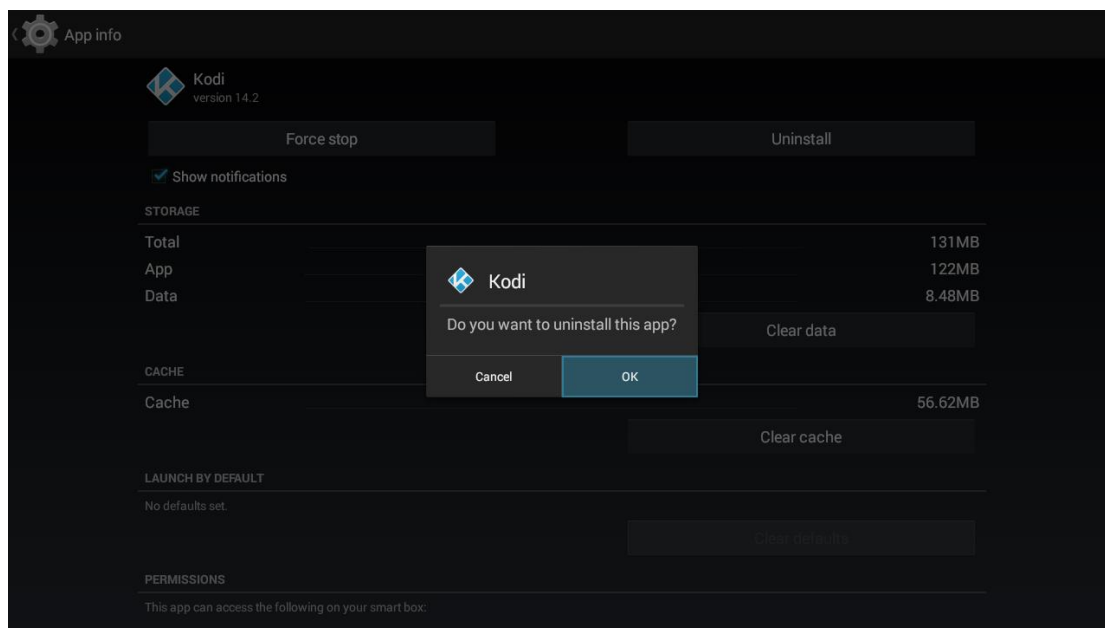 App info
Kodi
version 14.2
Force stop Uninstall
Show notifications
STORAGE
Total 131MB
App 122MB
Data 8.48MB
Clear data
Kodi
Do you want to uninstall this app?
Cancel OK
CACHE
Cache 56.62MB
Clear cache
LAUNCH BY DEFAULT
No defaults set.
Clear defaults
PERMISSIONS
This app can access the following on your smart box: